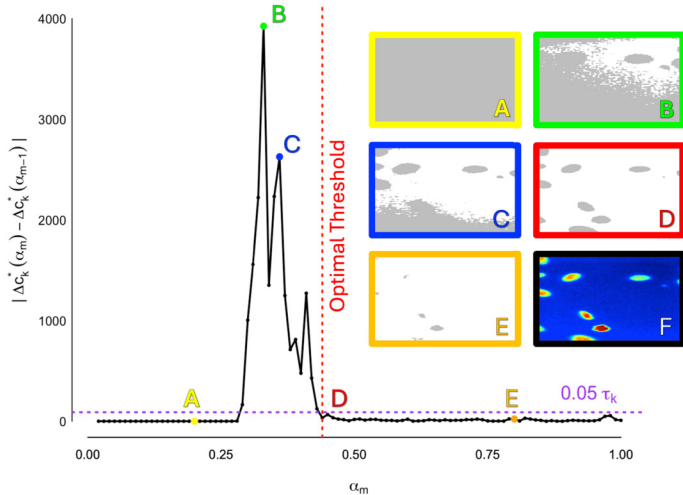 B
4000
C
3000
2000
1000
0
| Δc*k(αm) − Δc*k(αm−1) |
Optimal Threshold
A
B
C
D
E
F
A
D
E
0.05 τk
0.00
0.25
0.50
0.75
1.00
αm